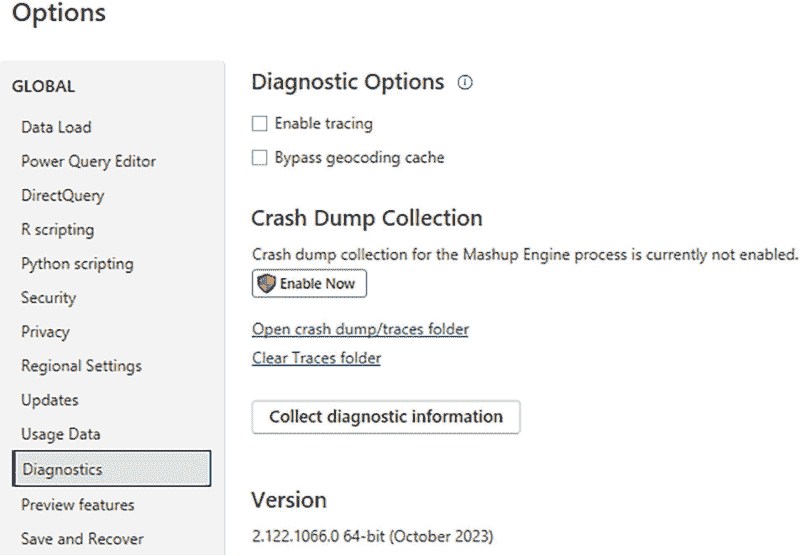 Options
GLOBAL
Data Load
Power Query Editor
DirectQuery
R scripting
Python scripting
Security
Privacy
Regional Settings
Updates
Usage Data
Diagnostics
Preview features
Save and Recover
Diagnostic Options
Enable tracing
Bypass geocoding cache
Crash Dump Collection
Crash dump collection for the Mashup Engine process is currently not enabled.
Enable Now
Open crash dump/traces folder
Clear Traces folder
Collect diagnostic information
Version
2.122.1066.0 64-bit (October 2023)